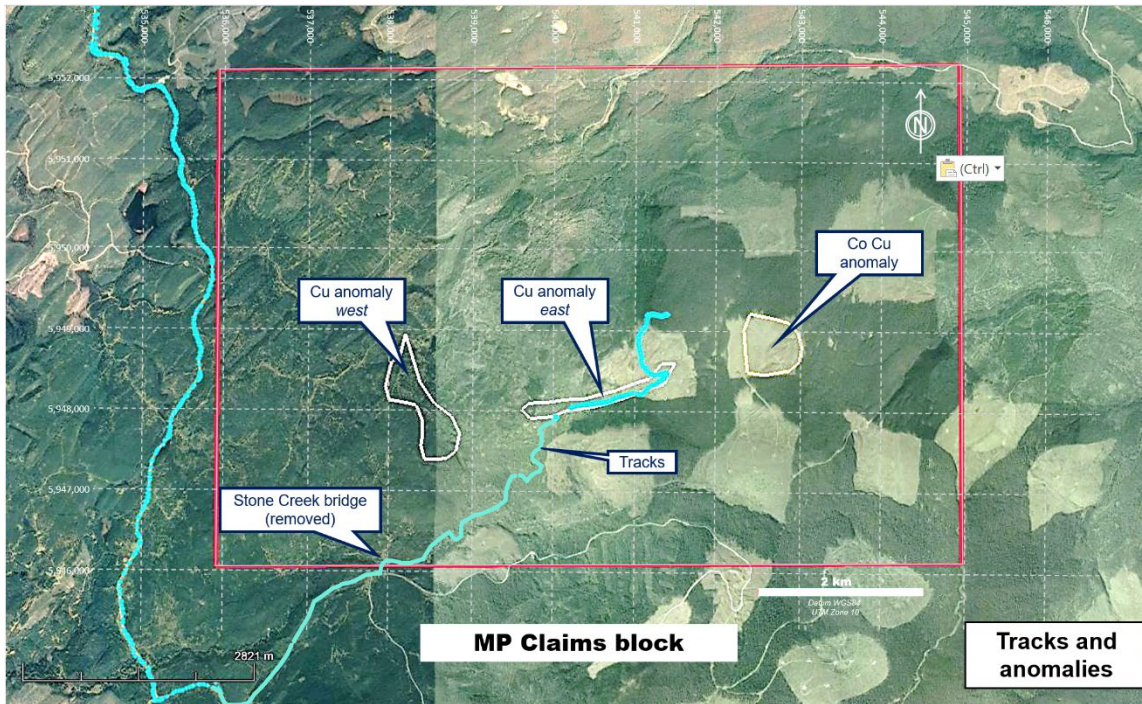 535,000-
536,000-
537,000-
538,000-
539,000-
540,000-
541,000-
542,000-
543,000-
544,000-
545,000-
546,000-
5,952,000
5,951,000
5,950,000
5,949,000
5,948,000
5,947,000
5,946,000
N
(Ctrl)
Co Cu
anomaly
Cu anomaly
west
Cu anomaly
east
Tracks
Stone Creek bridge
(removed)
2 km
Datum WGS84
UTM Zone 10
2821 m
MP Claims block
Tracks and
anomalies